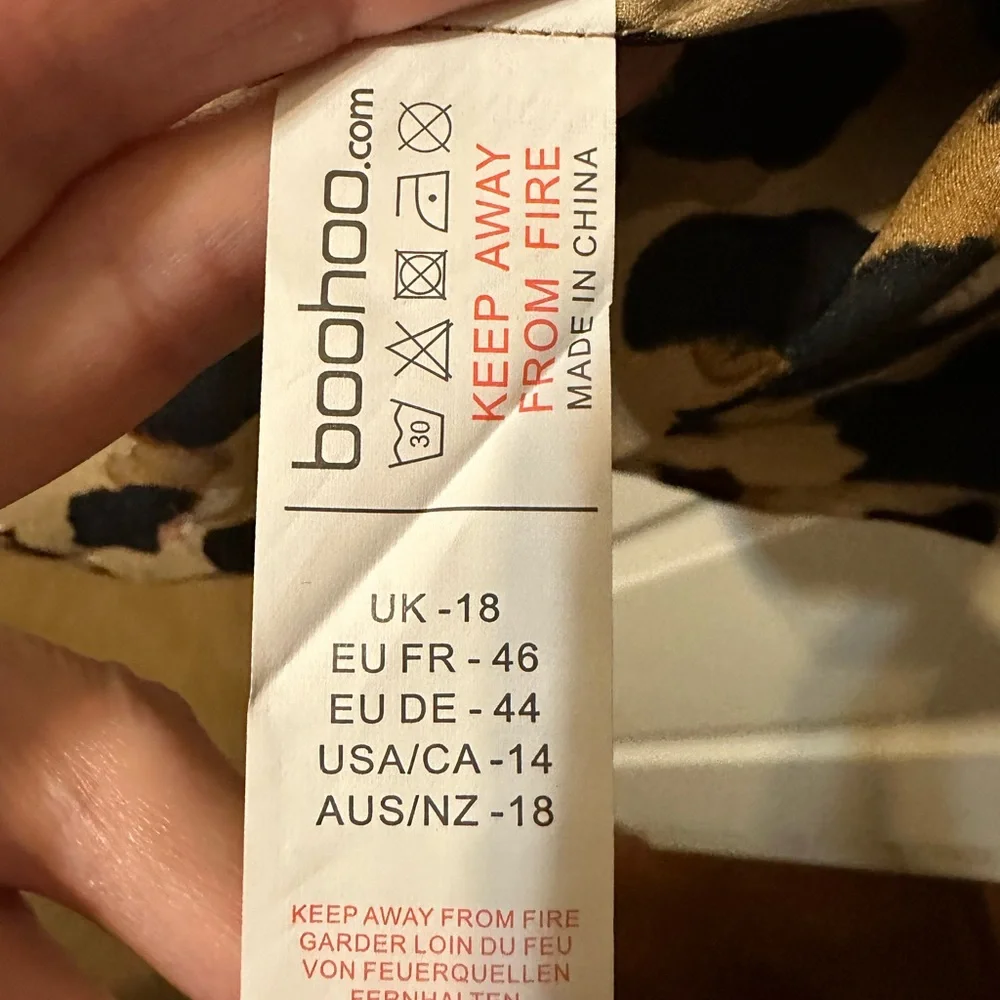 boohoo.com
30
KEEP AWAY
FROM FIRE
MADE IN CHINA
UK -18
EU FR - 46
EU DE - 44
USA/CA -14
AUS/NZ -18
KEEP AWAY FROM FIRE
GARDER LOIN DU FEU
VON FEUERQUELLEN
FERNHALTEN